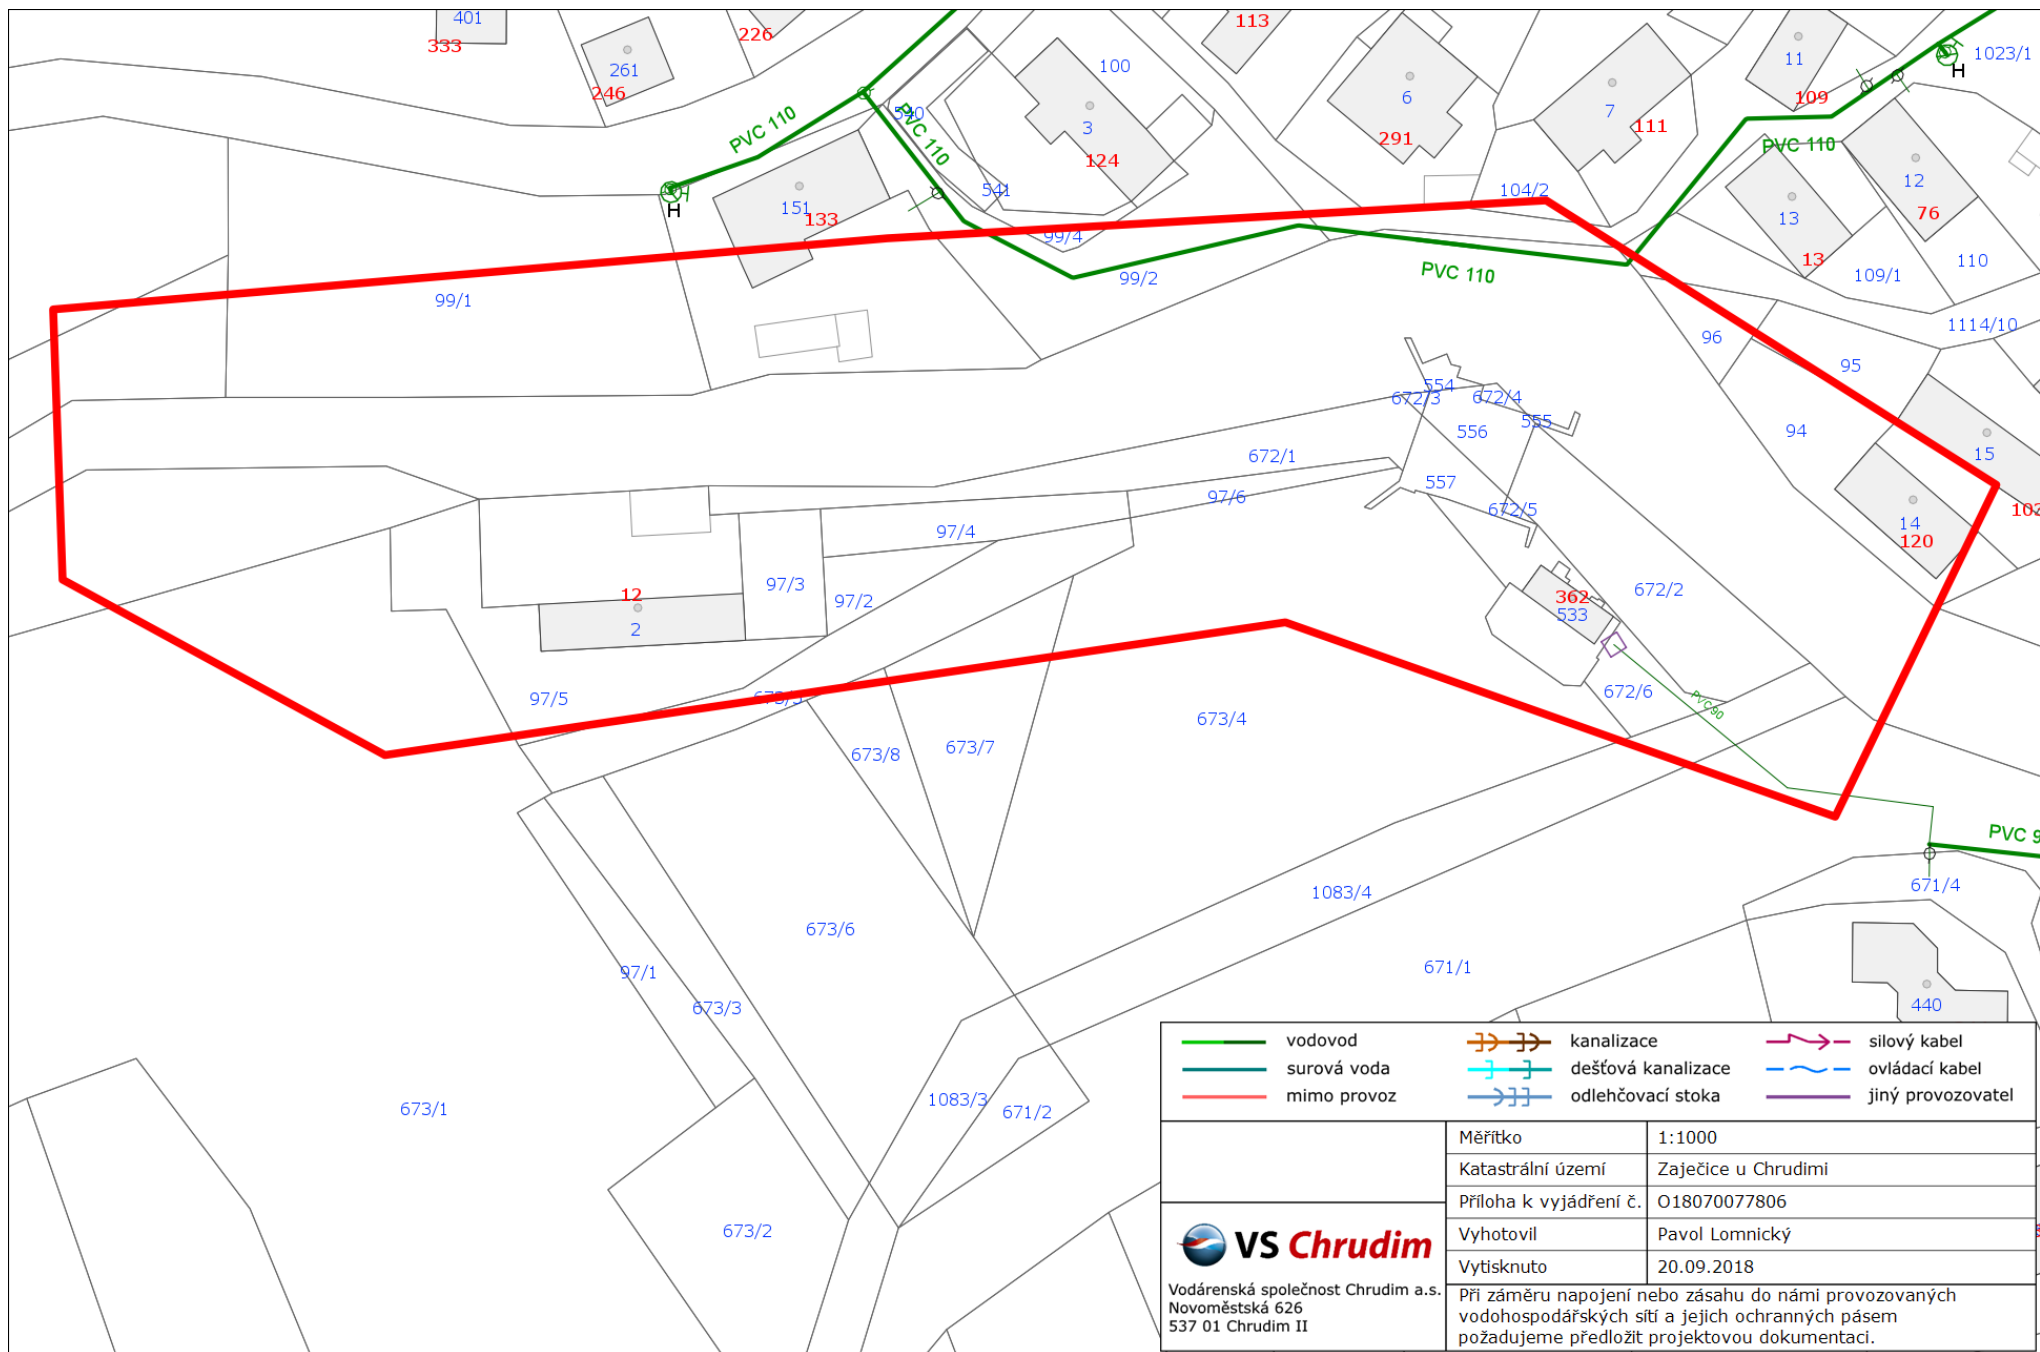 401
333
261
246
226
113
100
3
124
6
291
7
111
11
109
1023/1
H
PVC 110
PVC 110
540
541
104/2
PVC 110
12
76
13
13
109/1
110
151
133
H
99/4
99/2
PVC 110
99/1
1114/10
96
95
94
15
102
14
120
554
672/3
672/4
555
556
557
672/1
672/5
97/6
97/4
97/3
97/2
12
2
362
533
672/2
672/6
PVC 90
97/5
673/5
673/4
673/8
673/7
PVC 9
671/4
1083/4
673/6
671/1
97/1
673/3
440
673/1
1083/3
671/2
673/2
vodovod
kanalizace
silový kabel
surová voda
dešťová kanalizace
ovládací kabel
mimo provoz
odlehčovací stoka
jiný provozovatel
Měřítko 1:1000
Katastrální území Zaječice u Chrudimi
Příloha k vyjádření č. O18070077806
Vyhotovil Pavol Lomnický
Vytisknuto 20.09.2018
VS Chrudim
Vodárenská společnost Chrudim a.s.
Novoměstská 626
537 01 Chrudim II
Při záměru napojení nebo zásahu do námi provozovaných
vodohospodářských sítí a jejich ochranných pásem
požadujeme předložit projektovou dokumentaci.